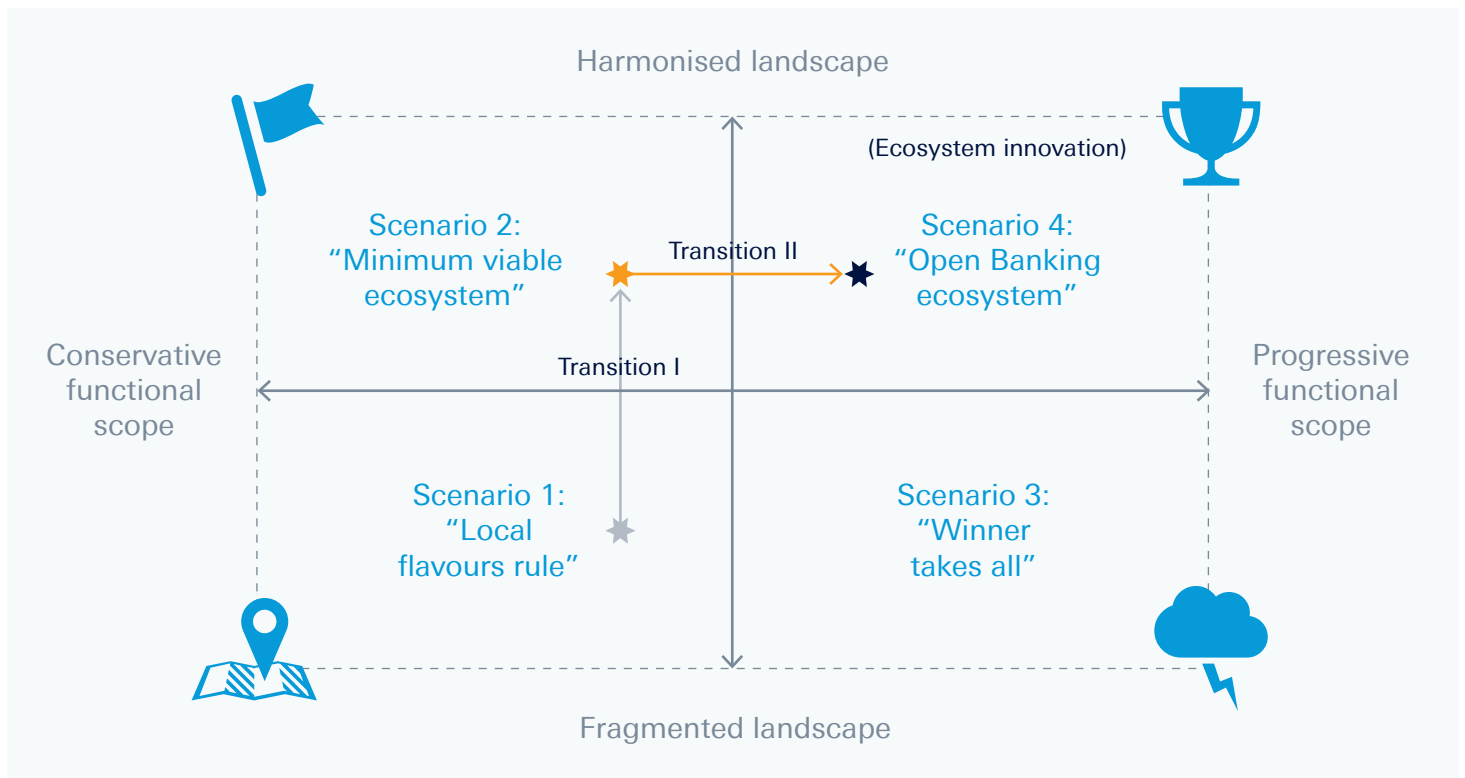 Harmonised landscape
(Ecosystem innovation)
Scenario 2:
“Minimum viable
ecosystem”
Transition II
Scenario 4:
“Open Banking
ecosystem”
Conservative
functional
scope
Transition I
Progressive
functional
scope
Scenario 1:
“Local
flavours rule”
Scenario 3:
“Winner
takes all”
Fragmented landscape